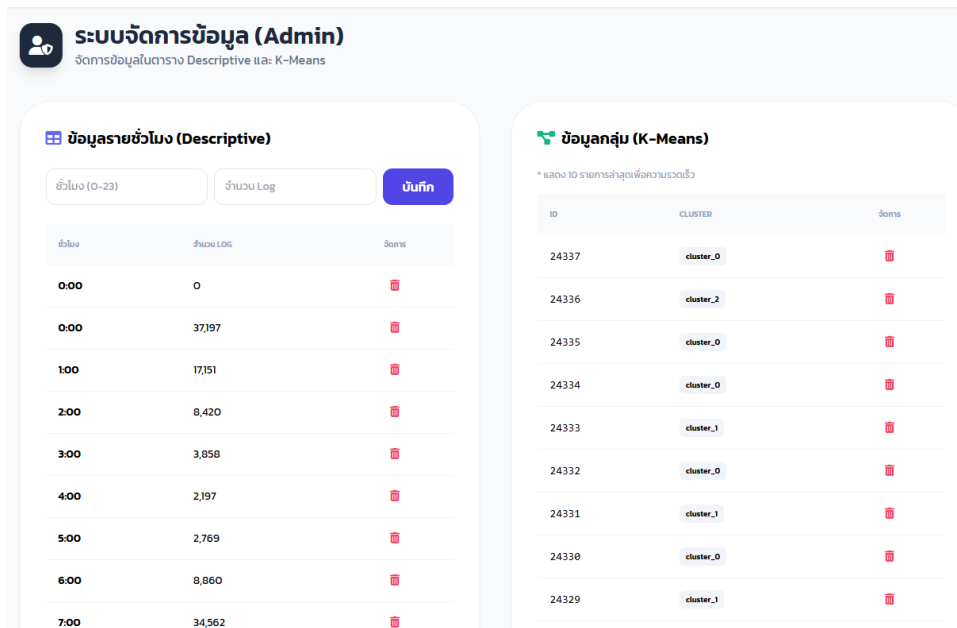 ระบบจัดการข้อมูล (Admin)
จัดการข้อมูลในตาราง Descriptive และ K-Means
ข้อมูลรายชั่วโมง (Descriptive)
ชั่วโมง (0-23)
จำนวน Log
บันทึก
ชั่วโมง จำนวน LOG จัดการ
0:00 0
0:00 37,197
1:00 17,151
2:00 8,420
3:00 3,858
4:00 2,197
5:00 2,769
6:00 8,860
7:00 34,562
ข้อมูลกลุ่ม (K-Means)
* แสดง 10 รายการล่าสุดเพื่อความรวดเร็ว
ID CLUSTER จัดการ
24337 cluster_0
24336 cluster_2
24335 cluster_0
24334 cluster_0
24333 cluster_1
24332 cluster_0
24331 cluster_1
24330 cluster_0
24329 cluster_1